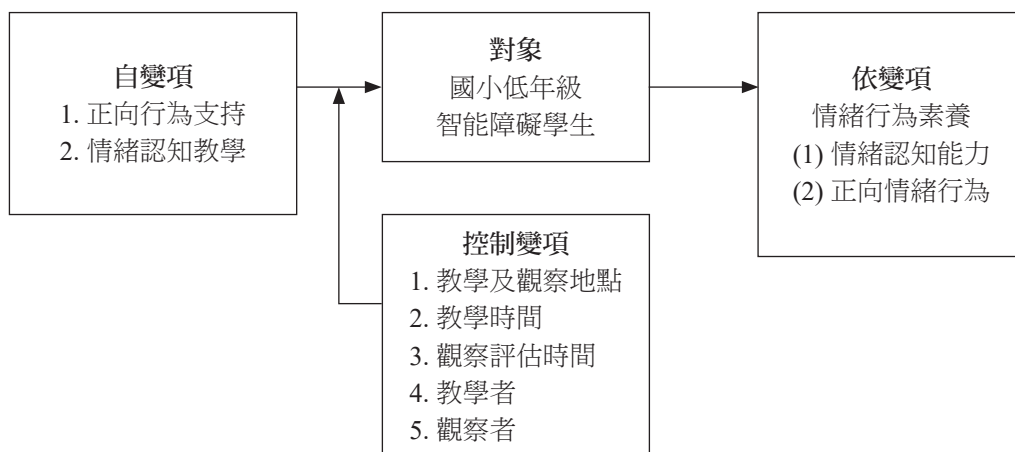 自變項
1. 正向行為支持
2. 情緒認知教學
對象
國小低年級
智能障礙學生
依變項
情緒行為素養
(1) 情緒認知能力
(2) 正向情緒行為
控制變項
1. 教學及觀察地點
2. 教學時間
3. 觀察評估時間
4. 教學者
5. 觀察者